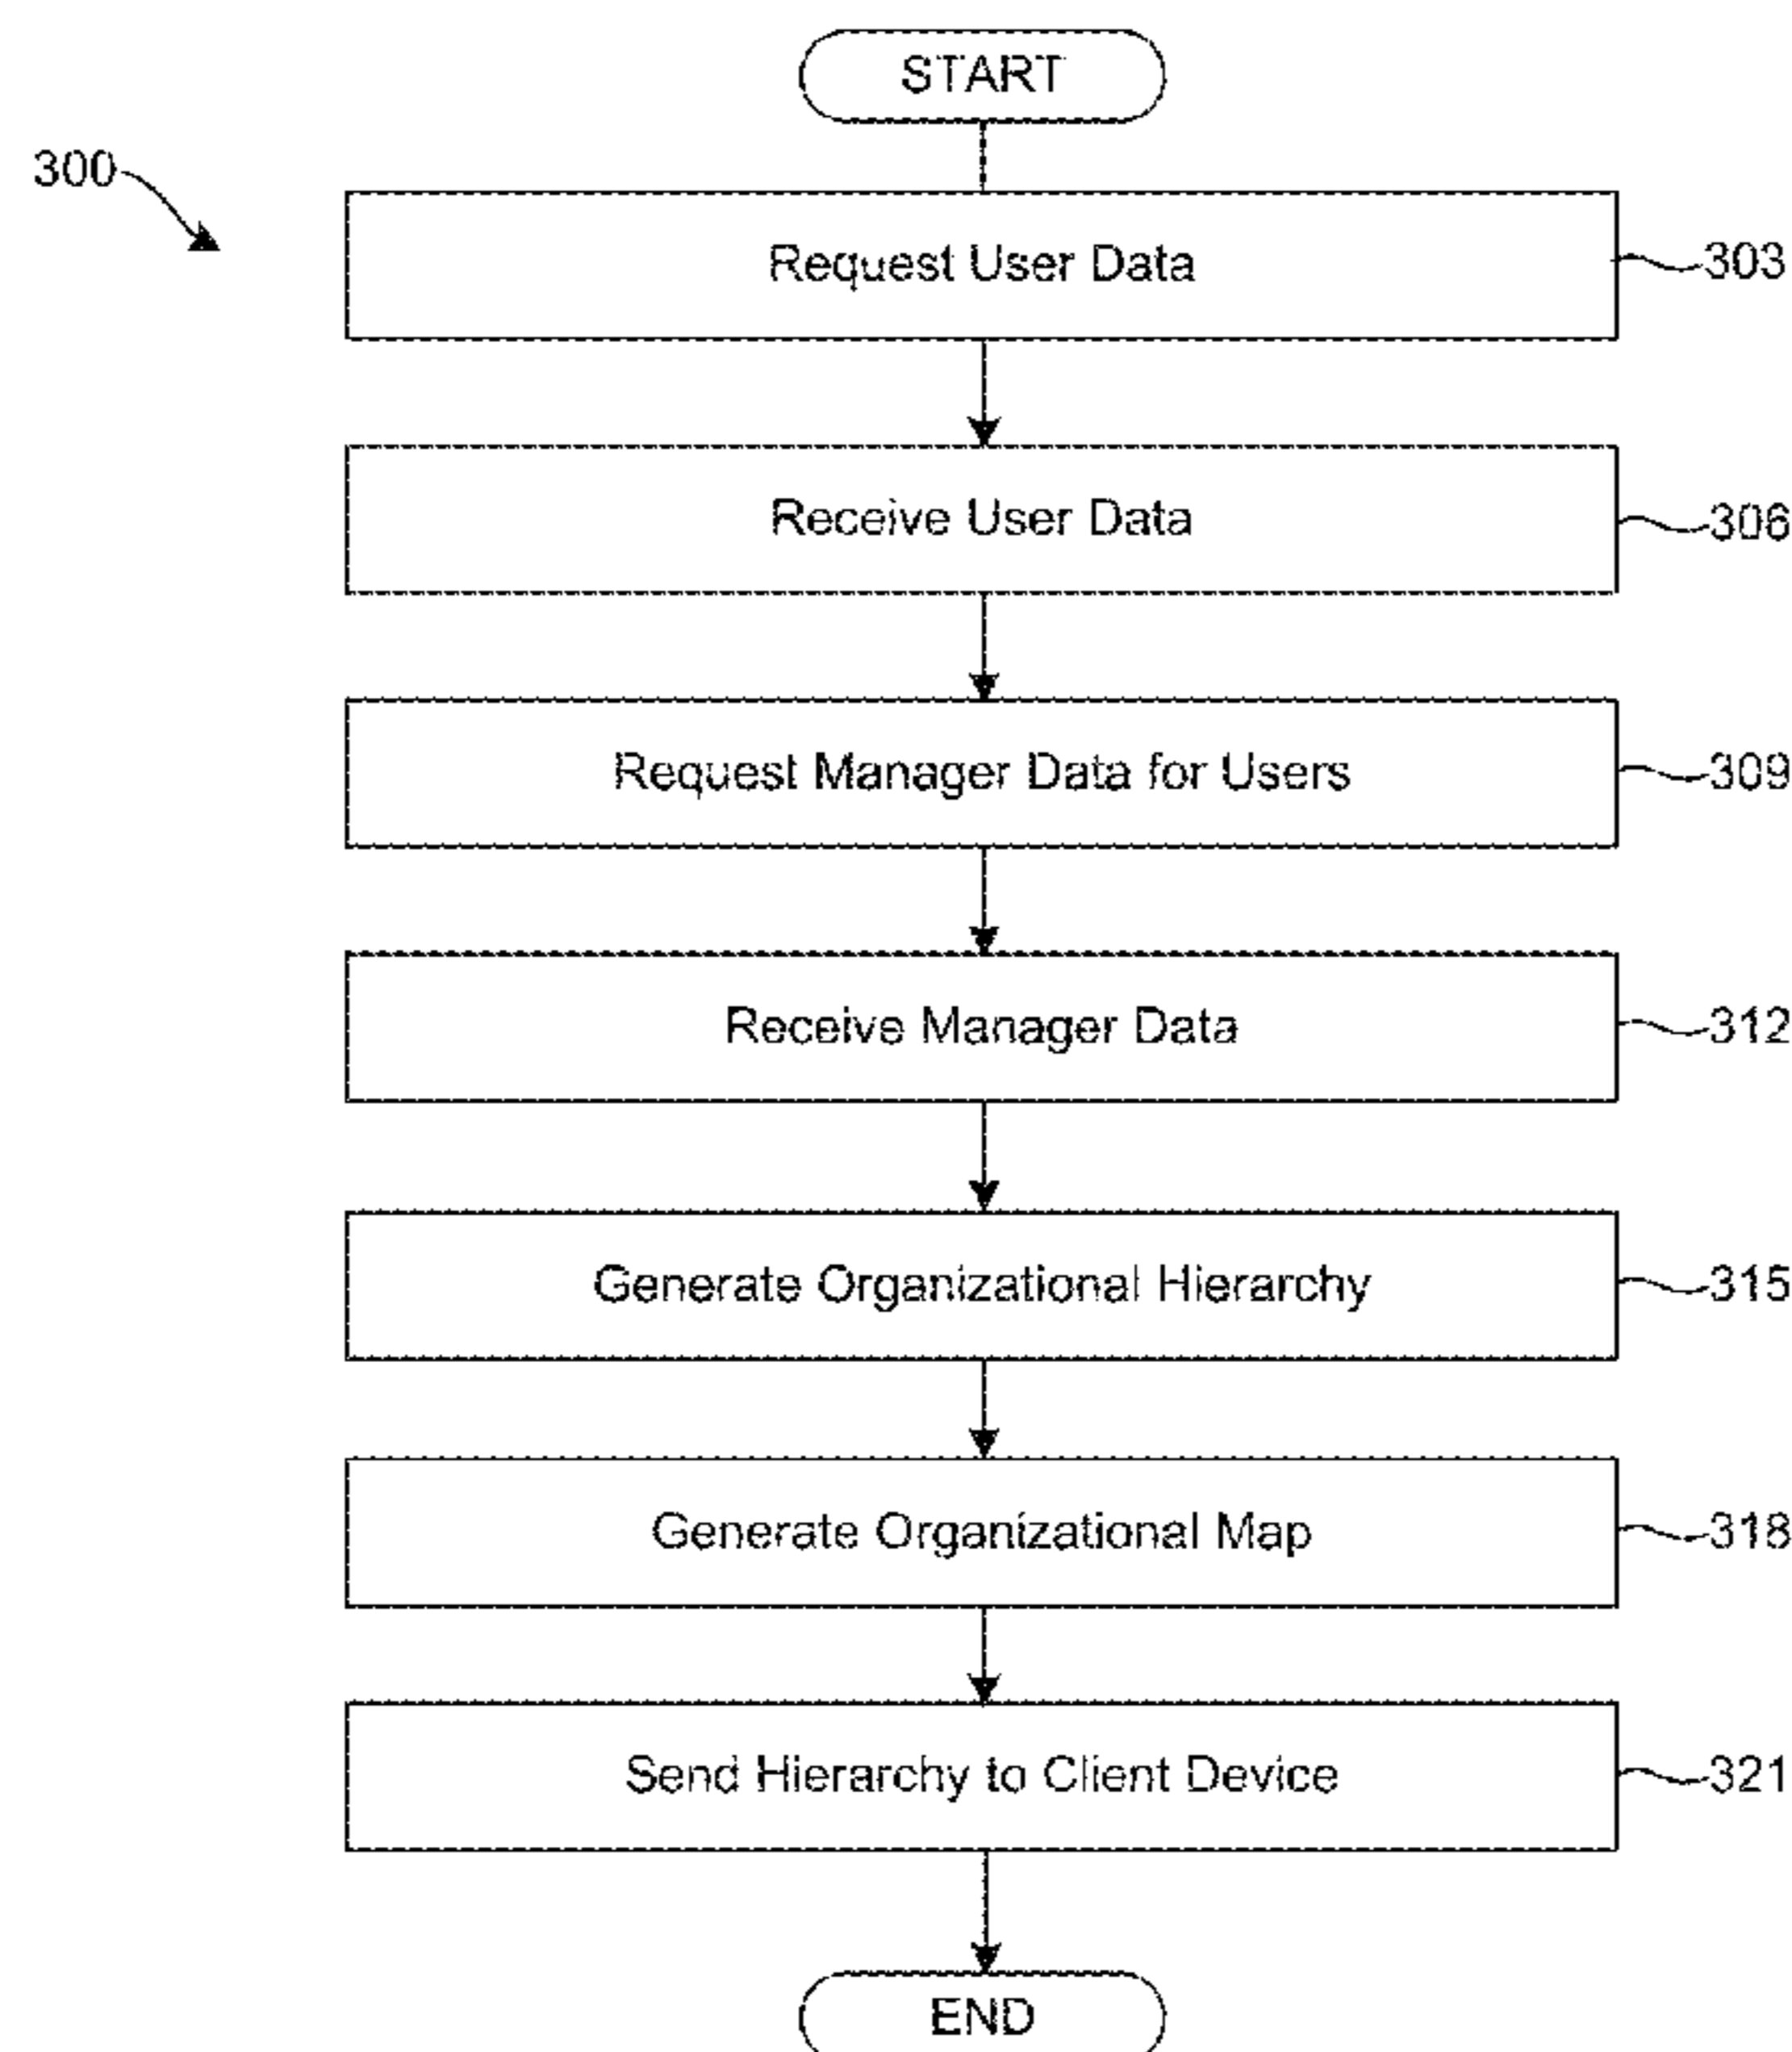 START
300
Request User Data
303
Receive User Data
306
Request Manager Data for Users
309
Receive Manager Data
312
Generate Organizational Hierarchy
315
Generate Organizational Map
318
Send Hierarchy to Client Device
321
END